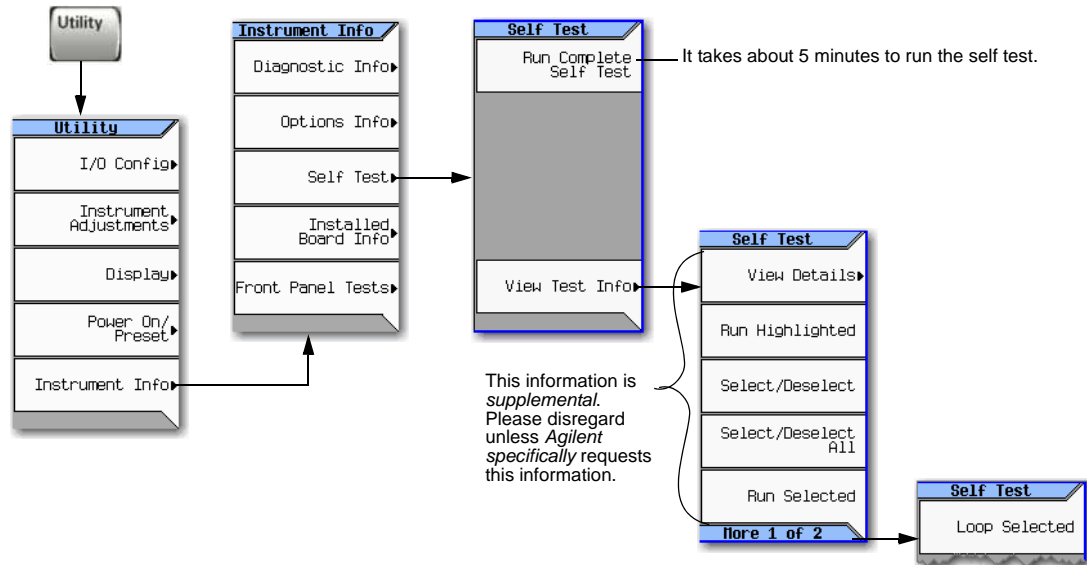 Utility
Utility
I/O Config
Instrument
Adjustments
Display
Power On/
Preset
Instrument Info
Instrument Info
Diagnostic Info
Options Info
Self Test
Installed
Board Info
Front Panel Tests
Self Test
Run Complete
Self Test
View Test Info
It takes about 5 minutes to run the self test.
This information is
supplemental.
Please disregard
unless Agilent
specifically requests
this information.
Self Test
View Details
Run Highlighted
Select/Deselect
Select/Deselect
All
Run Selected
More 1 of 2
Self Test
Loop Selected